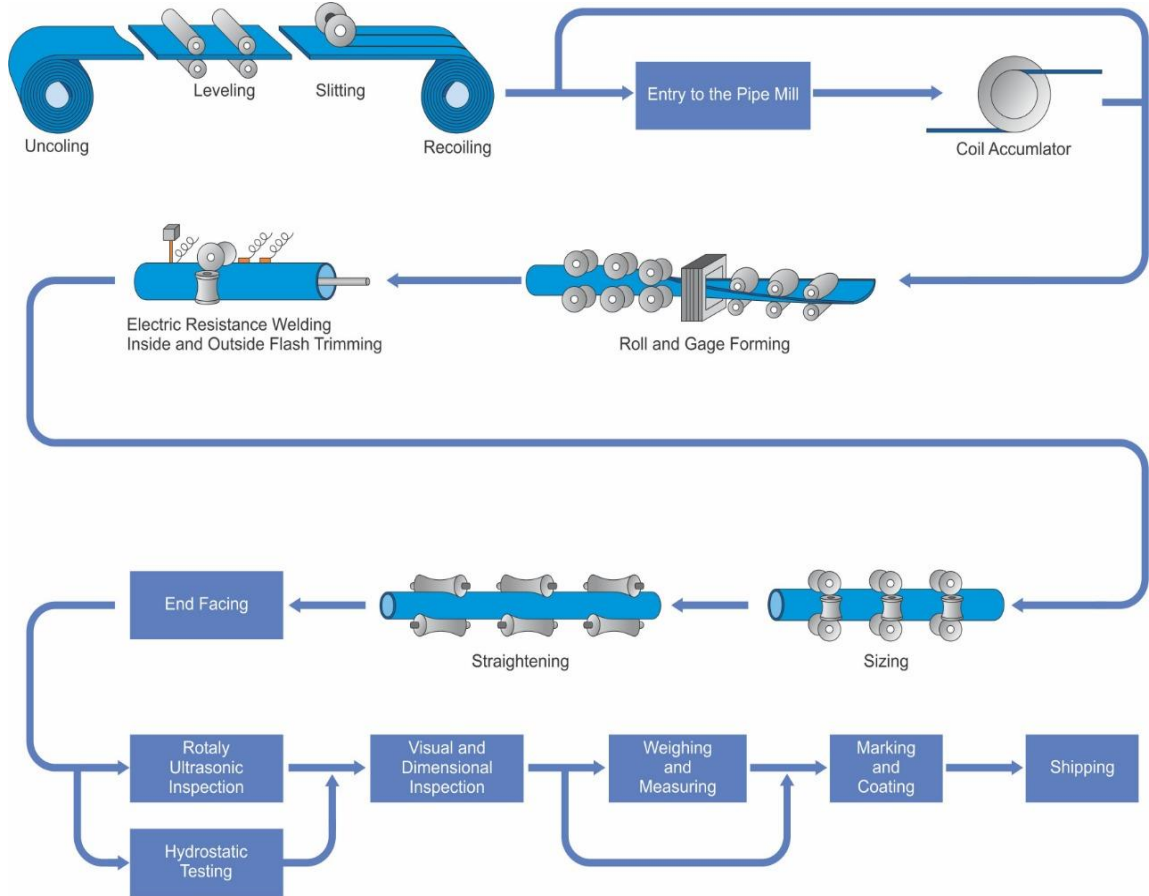 Leveling
Slitting
Uncoling
Recoiling
Entry to the Pipe Mill
Coil Accumlator
Electric Resistance Welding
Inside and Outside Flash Trimming
Roll and Gage Forming
End Facing
Straightening
Sizing
Rotaly
Ultrasonic
Inspection
Visual and
Dimensional
Inspection
Weighing
and
Measuring
Marking
and
Coating
Shipping
Hydrostatic
Testing